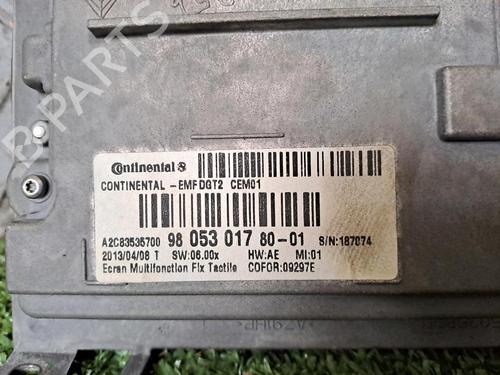 B-PARTS
Continental
CONTINENTAL -EMFDGT2 CEM01
A2C83535700 98 053 017 80-01 S/N:187074
2013/04/08 T SW:06.00x HW:AE MI:01
Ecran Multifonction Fix Tactile COFOR:09297E